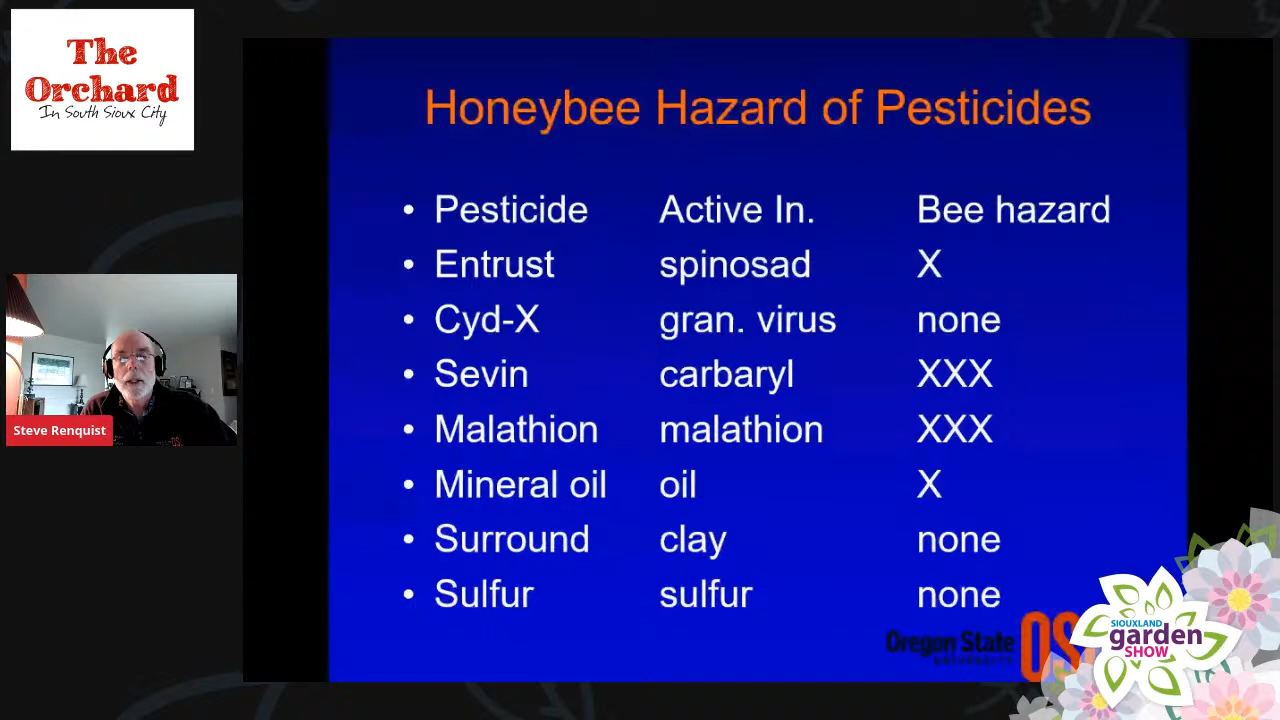 The
Orchard
In South Sioux City
Honeybee Hazard of Pesticides
• Pesticide Active In. Bee hazard
• Entrust spinosad X
• Cyd-X gran. virus none
• Sevin carbaryl XXX
• Malathion malathion XXX
• Mineral oil oil X
• Surround clay none
• Sulfur sulfur none
Steve Renquist
Oregon State
UNIVERSITY
OS
SIOUXLAND
garden
SHOW